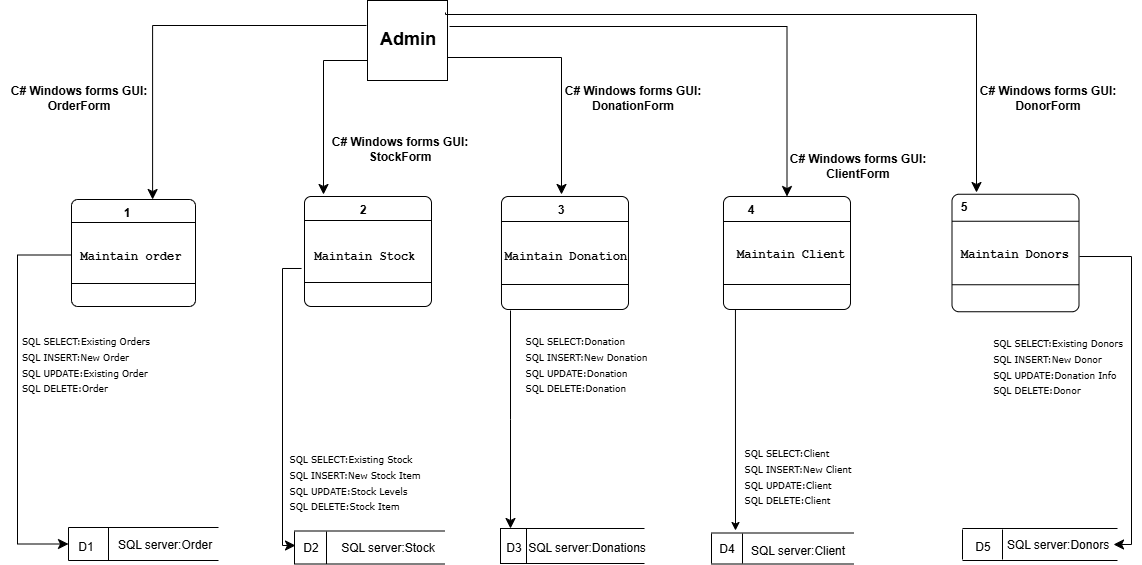 Admin
C# Windows forms GUI:
OrderForm
C# Windows forms GUI:
StockForm
C# Windows forms GUI:
DonationForm
C# Windows forms GUI:
ClientForm
C# Windows forms GUI:
DonorForm
1
Maintain order
2
Maintain Stock
3
Maintain Donation
4
Maintain Client
5
Maintain Donors
SQL SELECT:Existing Orders
SQL INSERT:New Order
SQL UPDATE:Existing Order
SQL DELETE:Order
SQL SELECT:Existing Stock
SQL INSERT:New Stock Item
SQL UPDATE:Stock Levels
SQL DELETE:Stock Item
SQL SELECT:Donation
SQL INSERT:New Donation
SQL UPDATE:Donation
SQL DELETE:Donation
SQL SELECT:Client
SQL INSERT:New Client
SQL UPDATE:Client
SQL DELETE:Client
SQL SELECT:Existing Donors
SQL INSERT:New Donor
SQL UPDATE:Donation Info
SQL DELETE:Donor
D1 SQL server:Order
D2 SQL server:Stock
D3 SQL server:Donations
D4 SQL server:Client
D5 SQL server:Donors